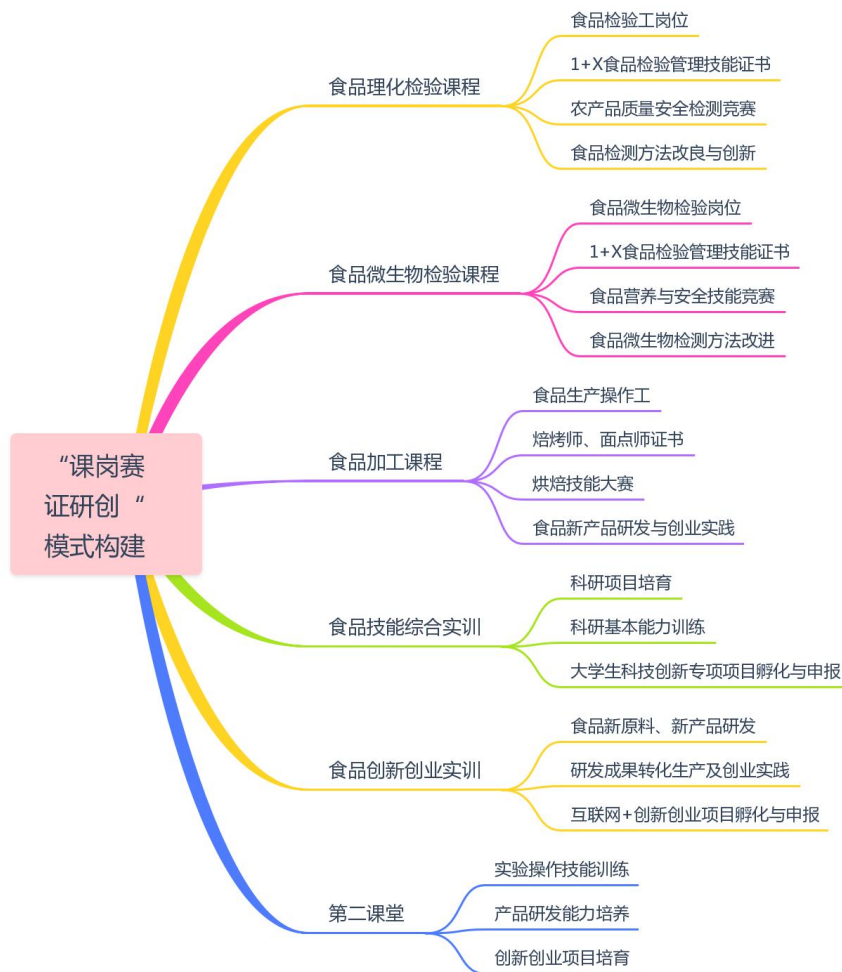 “课岗赛
证研创“
模式构建
食品理化检验课程
食品检验工岗位
1+X食品检验管理技能证书
农产品质量安全检测竞赛
食品检测方法改良与创新
食品微生物检验课程
食品微生物检验岗位
1+X食品检验管理技能证书
食品营养与安全技能竞赛
食品微生物检测方法改进
食品加工课程
食品生产操作工
焙烤师、面点师证书
烘焙技能大赛
食品新产品研发与创业实践
食品技能综合实训
科研项目培育
科研基本能力训练
大学生科技创新专项项目孵化与申报
食品创新创业实训
食品新原料、新产品研发
研发成果转化生产及创业实践
互联网+创新创业项目孵化与申报
第二课堂
实验操作技能训练
产品研发能力培养
创新创业项目培育